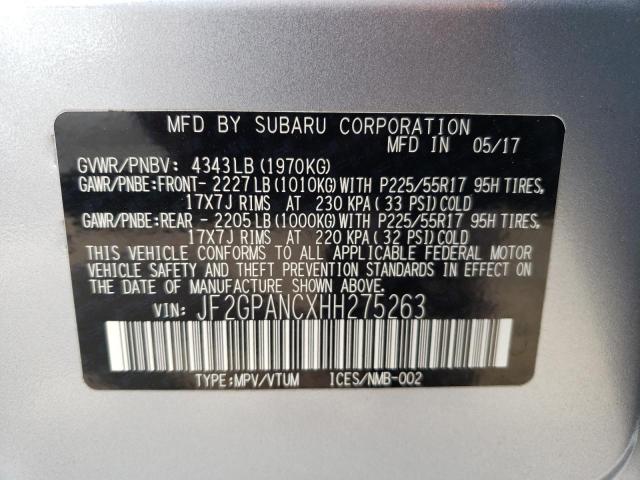 MFD BY SUBARU CORPORATION
MFD IN 05/17
GVWR/PNBV: 4343LB(1970KG)
GAWR/PNBE:FRONT- 2227LB(1010KG)WITH P225/55R17 95H TIRES,
17X7J RIMS AT 230 KPA( 33 PSI)COLD
GAWR/PNBE:REAR - 2205LB(1000KG)WITH P225/55R17 95H TIRES,
17X7J RIMS AT 220 KPA( 32 PSI)COLD
THIS VEHICLE CONFORMS TO ALL APPLICABLE FEDERAL MOTOR
VEHICLE SAFETY AND THEFT PREVENTION STANDARDS IN EFFECT
ON THE DATE OF MANUFACTURE SHOWN ABOVE.
VIN: JF2GPANCXHH275263
TYPE:MPV/VTUM ICES/NMB-002